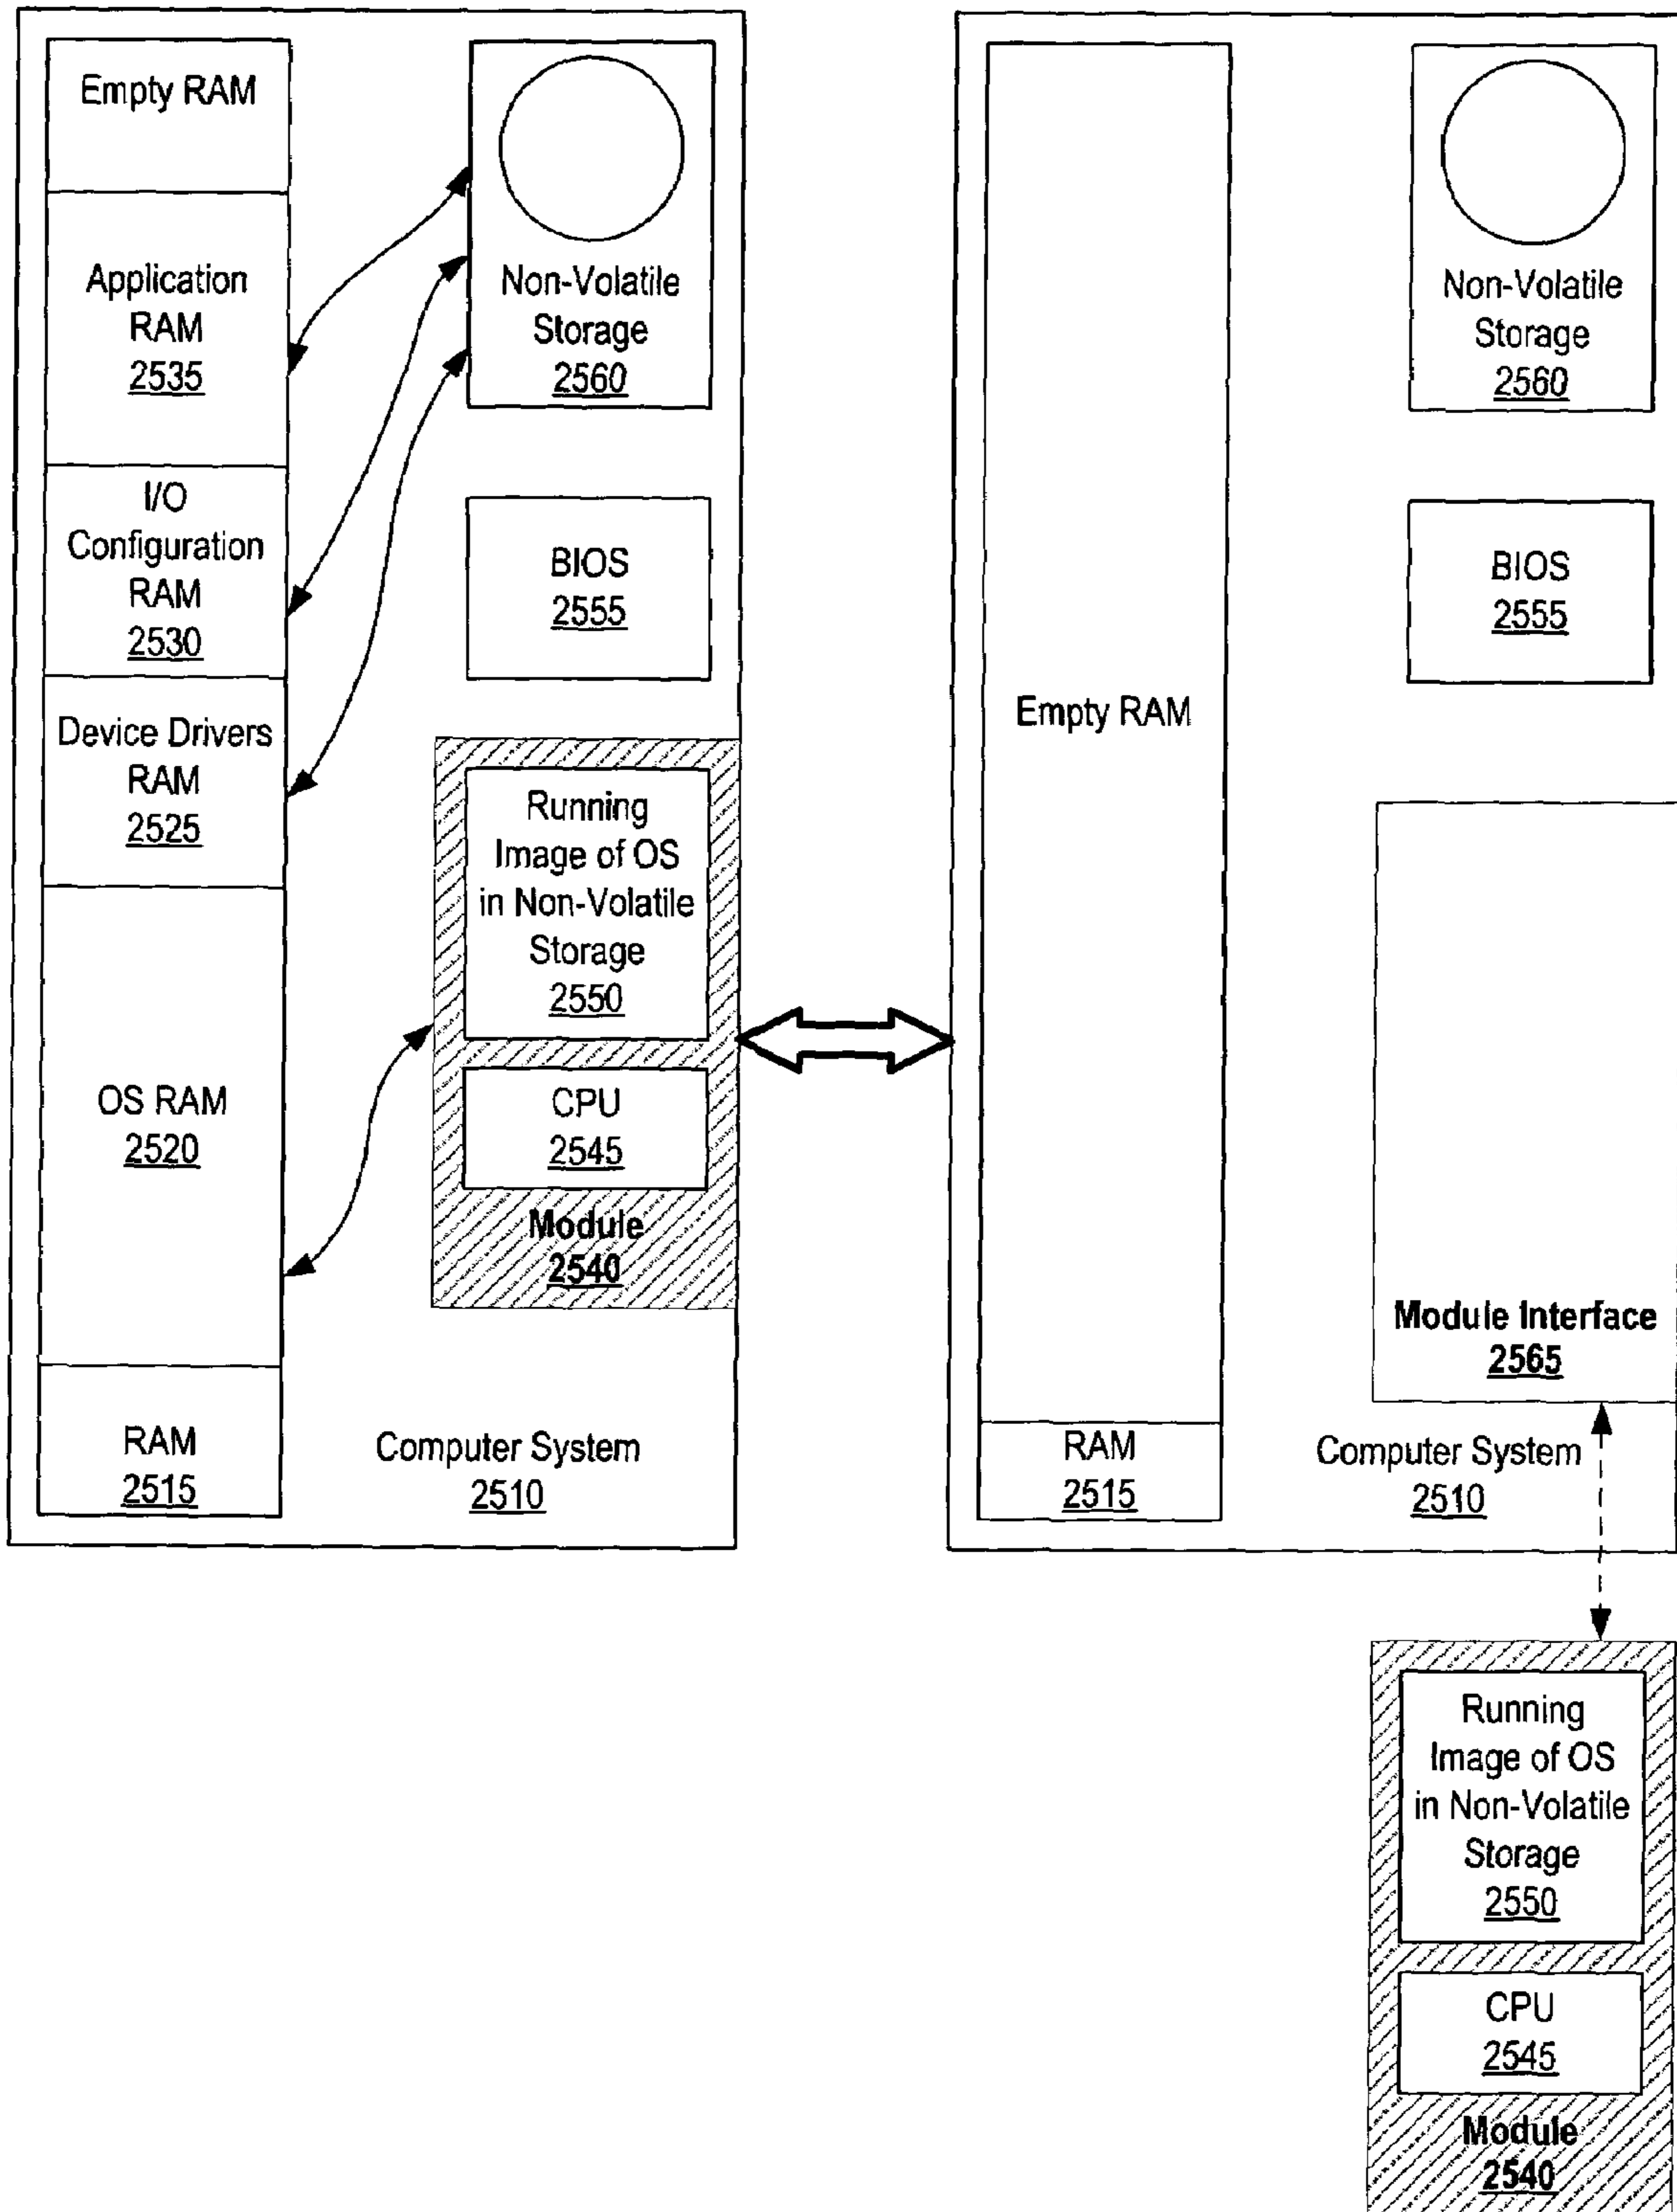 Empty RAM
Application
RAM
2535
I/O
Configuration
RAM
2530
Device Drivers
RAM
2525
OS RAM
2520
RAM
2515
Non-Volatile
Storage
2560
BIOS
2555
Running
Image of OS
in Non-Volatile
Storage
2550
CPU
2545
Module
2540
Computer System
2510
Empty RAM
RAM
2515
Non-Volatile
Storage
2560
BIOS
2555
Module Interface
2565
Computer System
2510
Running
Image of OS
in Non-Volatile
Storage
2550
CPU
2545
Module
2540